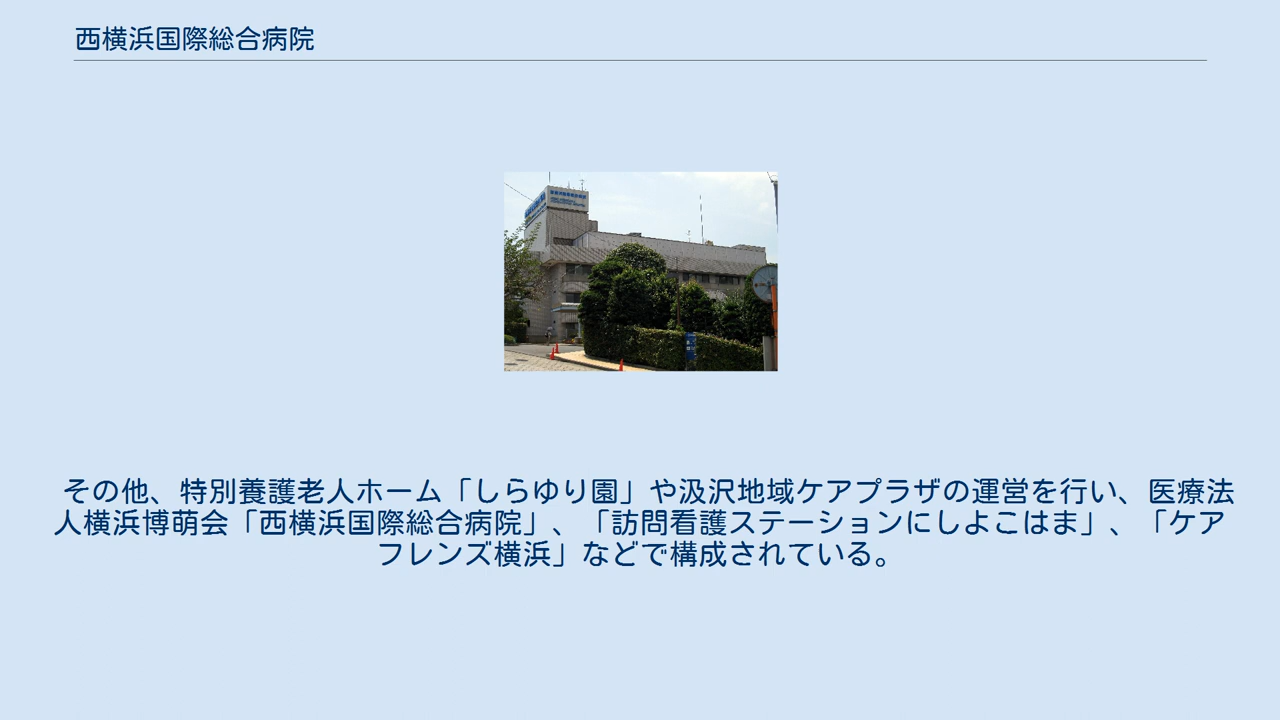 西横浜国際総合病院
その他、特別養護老人ホーム「しらゆり園」や汲沢地域ケアプラザの運営を行い、医療法
人横浜博萌会「西横浜国際総合病院」、「訪問看護ステーションにしよこはま」、「ケア
フレンズ横浜」などで構成されている。